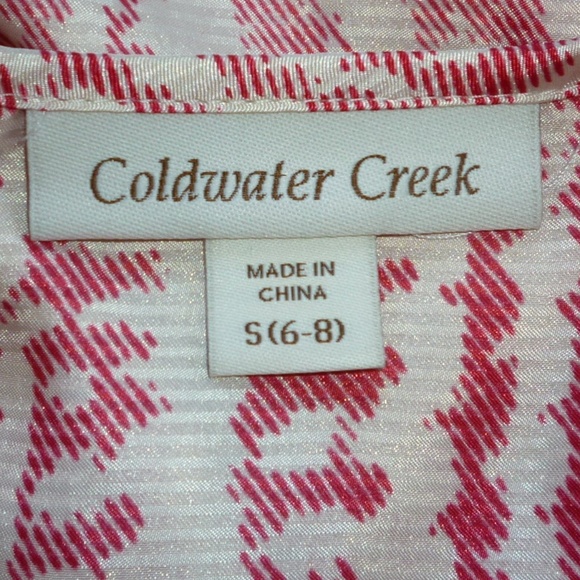 Coldwater Creek
MADE IN
CHINA
S(6-8)